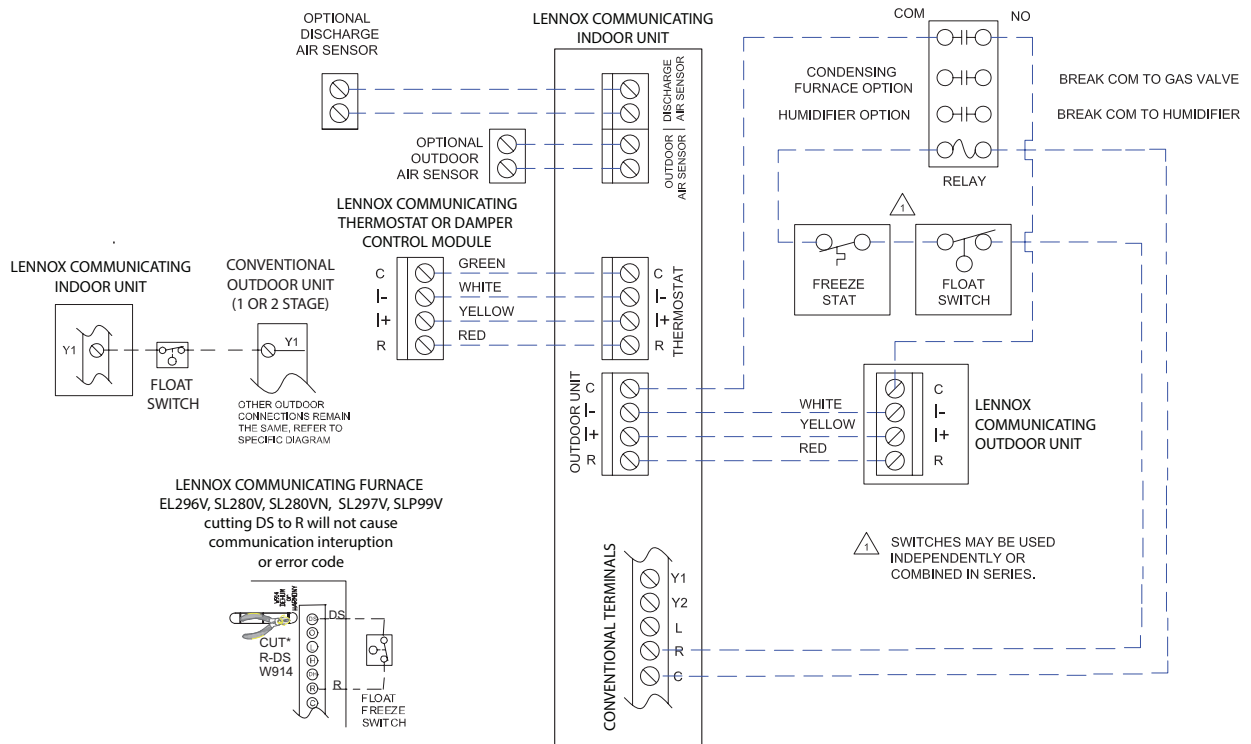 OPTIONAL
DISCHARGE
AIR SENSOR
LENNOX COMMUNICATING
INDOOR UNIT
DISCHARGE
AIR SENSOR
OPTIONAL
OUTDOOR
AIR SENSOR
OUTDOOR
AIR SENSOR
COM
NO
CONDENSING
FURNACE OPTION
BREAK COM TO GAS VALVE
HUMIDIFIER OPTION
BREAK COM TO HUMIDIFIER
RELAY
1
FREEZE
STAT
FLOAT
SWITCH
LENNOX COMMUNICATING
THERMOSTAT OR DAMPER
CONTROL MODULE
C
I-
I+
R
GREEN
WHITE
YELLOW
RED
C
I-
I+
R
THERMOSTAT
LENNOX COMMUNICATING
INDOOR UNIT
Y1
FLOAT
SWITCH
CONVENTIONAL
OUTDOOR UNIT
(1 OR 2 STAGE)
Y1
OTHER OUTDOOR
CONNECTIONS REMAIN
THE SAME, REFER TO
SPECIFIC DIAGRAM
OUTDOOR UNIT
C
I-
I+
R
WHITE
YELLOW
RED
C
I-
I+
R
LENNOX
COMMUNICATING
OUTDOOR UNIT
1
SWITCHES MAY BE USED
INDEPENDENTLY OR
COMBINED IN SERIES.
LENNOX COMMUNICATING FURNACE
EL296V, SL280V, SL280VN, SL297V, SLP99V
cutting DS to R will not cause
communication interuption
or error code
W914
DEHUM
OR
HARMONY
CUT*
R-DS
W914
DS
O
L
H
DH
R
C
DS
R
FLOAT
FREEZE
SWITCH
CONVENTIONAL TERMINALS
Y1
Y2
L
R
C